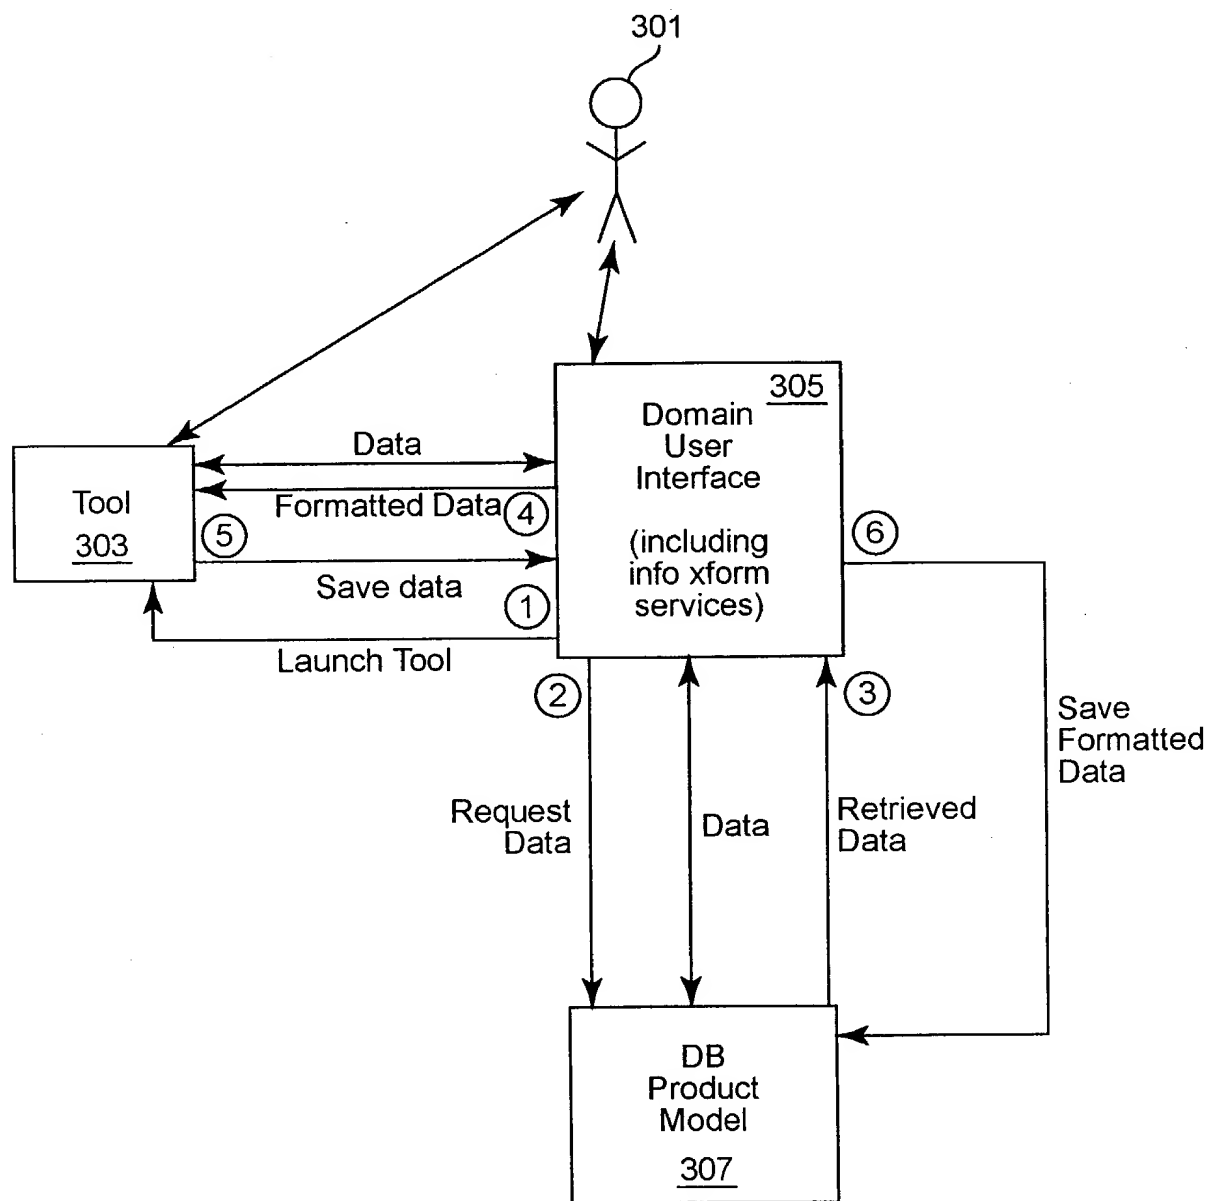 301
305
Domain
User
Interface
(including
info xform
services)
Data
Formatted Data
4
Tool
303
5
Save data
1
Launch Tool
6
2
3
Save
Formatted
Data
Request
Data
Data
Retrieved
Data
DB
Product
Model
307